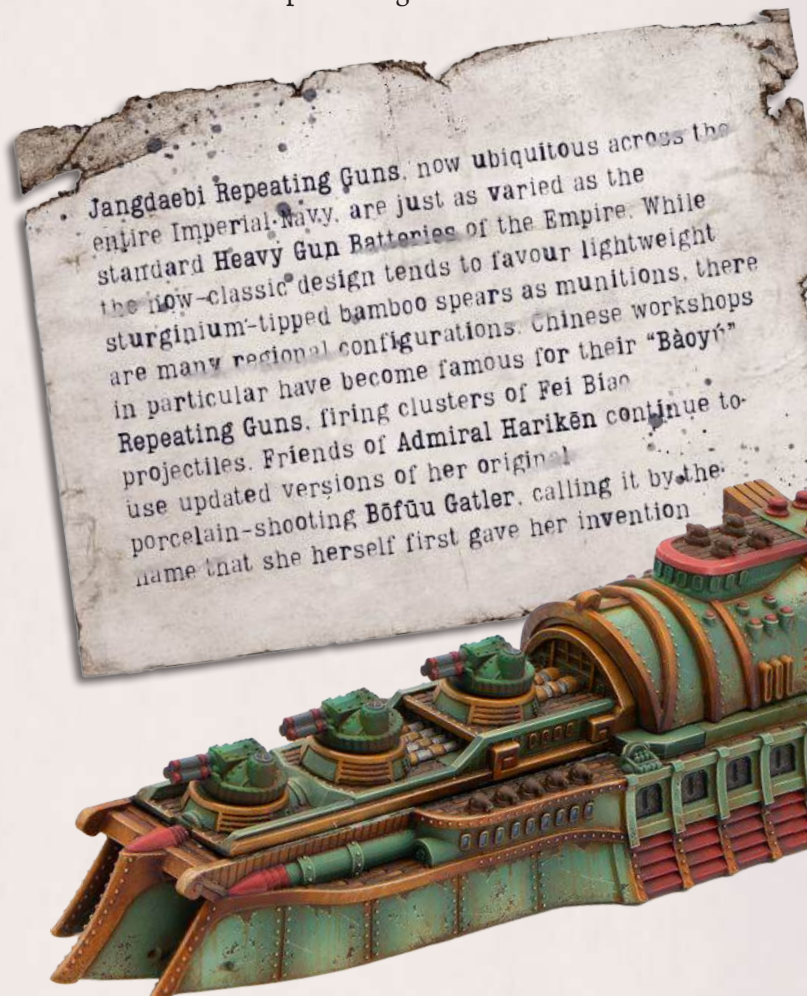 Jangdaebi Repeating Guns, now ubiquitous across the
entire Imperial Navy, are just as varied as the
standard Heavy Gun Batteries of the Empire. While
the now-classic design tends to favour lightweight
sturginium-tipped bamboo spears as munitions, there
are many regional configurations. Chinese workshops
in particular have become famous for their “Bàoyǔ”
Repeating Guns, firing clusters of Fei Biao
projectiles. Friends of Admiral Harikēn continue to
use updated versions of her original
porcelain-shooting Bōfūu Gatler, calling it by the
name that she herself first gave her invention